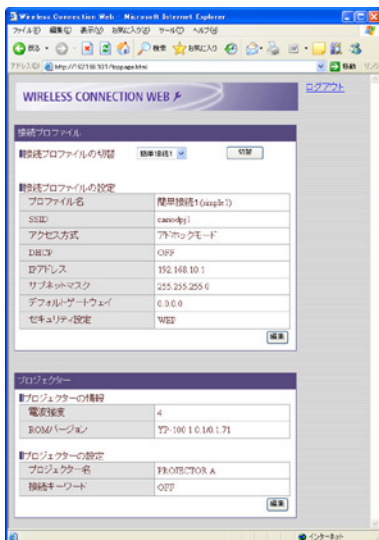 Wireless Connection Web - Microsoft Internet Explorer
ファイル(F) 編集(E) 表示(V) お気に入り(A) ツール(T) ヘルプ(H)
戻る 検索 お気に入り
アドレス(D) 移動 リンク
WIRELESS CONNECTION WEB
ログアウト
接続プロファイル
■接続プロファイルの切替 簡単接続1 切替
■接続プロファイルの設定
プロファイル名 簡単接続1(simple1)
SSID canodpj1
アクセス方式 アドホックモード
DHCP OFF
IPアドレス 192.168.10.1
サブネットマスク 255.255.255.0
デフォルトゲートウェイ 0.0.0.0
セキュリティ設定 WEP
編集
プロジェクター
■プロジェクターの情報
電波強度 4
ROMバージョン YP-100 1.0.1/0.1.71
■プロジェクターの設定
プロジェクター名 PROJECTOR A
接続キーワード OFF
編集
インターネット